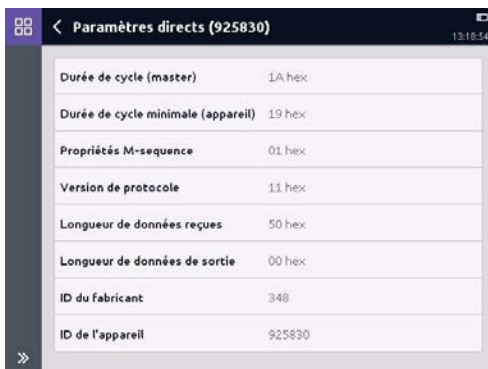 Paramètres directs (925830)
13:18:54
Durée de cycle (master) 1A hex
Durée de cycle minimale (appareil) 19 hex
Propriétés M-sequence 01 hex
Version de protocole 11 hex
Longueur de données reçues 50 hex
Longueur de données de sortie 00 hex
ID du fabricant 348
ID de l'appareil 925830